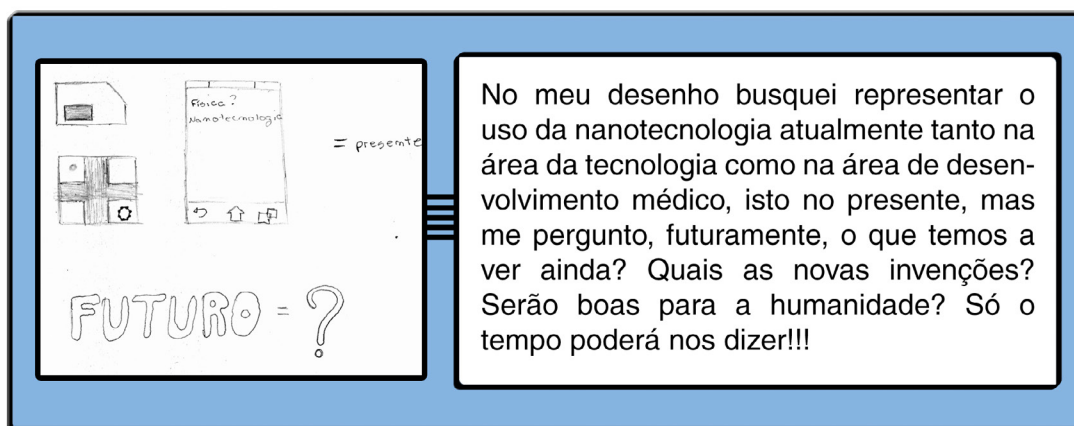 Fisica?
Nanotecnologia
= presente
FUTURO = ?
No meu desenho busquei representar o
uso da nanotecnologia atualmente tanto na
área da tecnologia como na área de desen-
volvimento médico, isto no presente, mas
me pergunto, futuramente, o que temos a
ver ainda? Quais as novas invenções?
Serão boas para a humanidade? Só o
tempo poderá nos dizer!!!